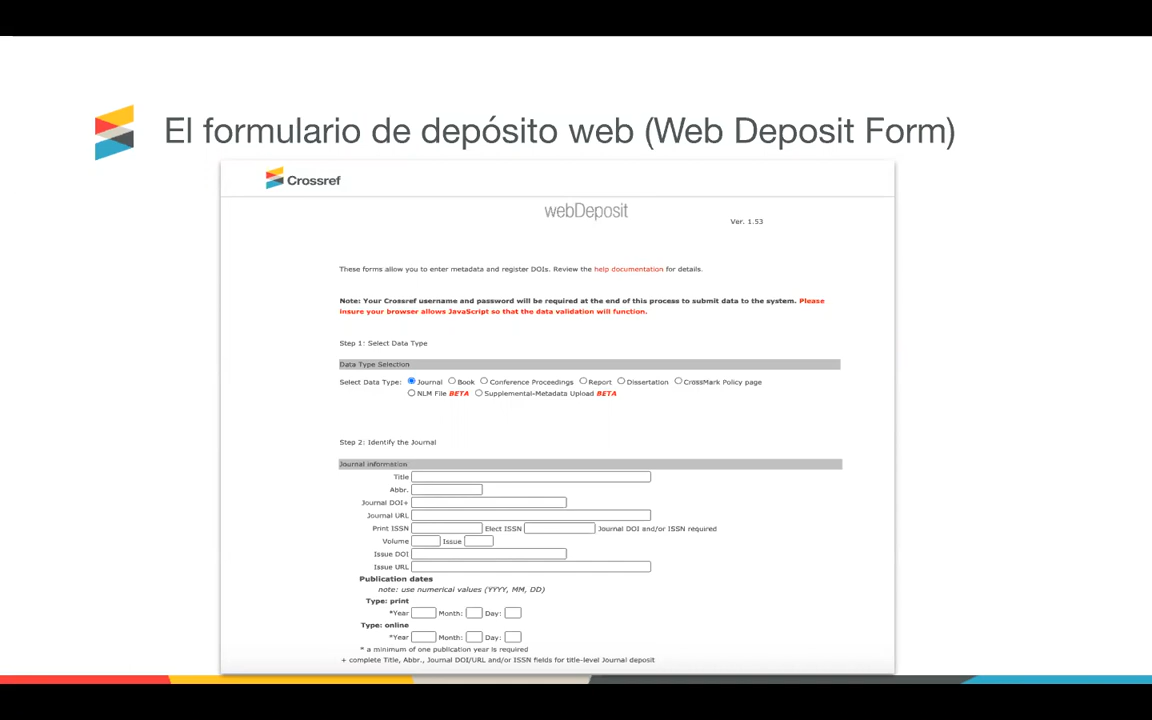 El formulario de depósito web (Web Deposit Form)
Crossref
webDeposit
Ver. 1.53
These forms allow you to enter metadata and register DOIs. Review the help documentation for details.
Note: Your Crossref username and password will be required at the end of this process to submit data to the system. Please
insure your browser allows JavaScript so that the data validation will function.
Step 1: Select Data Type
Data Type Selection
Select Data Type: Journal Book Conference Proceedings Report Dissertation CrossMark Policy page
NLM File BETA Supplemental-Metadata Upload BETA
Step 2: Identify the Journal
Journal information
Title
Abbr.
Journal DOI+
Journal URL
Print ISSN Elect ISSN Journal DOI and/or ISSN required
Volume Issue
Issue DOI
Issue URL
Publication dates
note: use numerical values (YYYY, MM, DD)
Type: print
*Year Month: Day:
Type: online
*Year Month: Day:
* a minimum of one publication year is required
+ complete Title, Abbr., Journal DOI/URL and/or ISSN fields for title-level Journal deposit